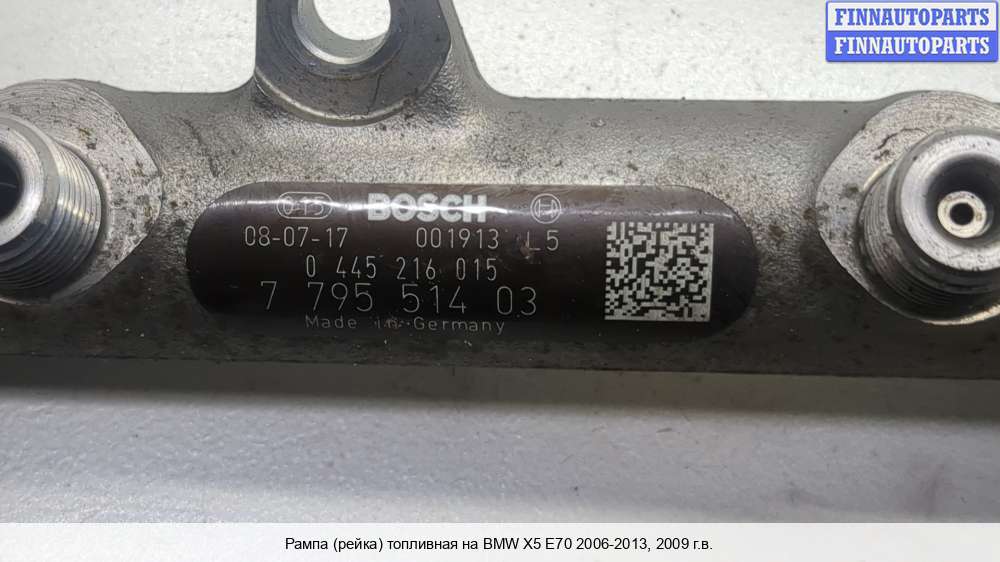 FINNAUTOPARTS
FINNAUTOPARTS
015 BOSCH
08-07-17 001913 L5
0 445 216 015
7 795 514 03
Made in Germany
Рампа (рейка) топливная на BMW X5 E70 2006-2013, 2009 г.в.